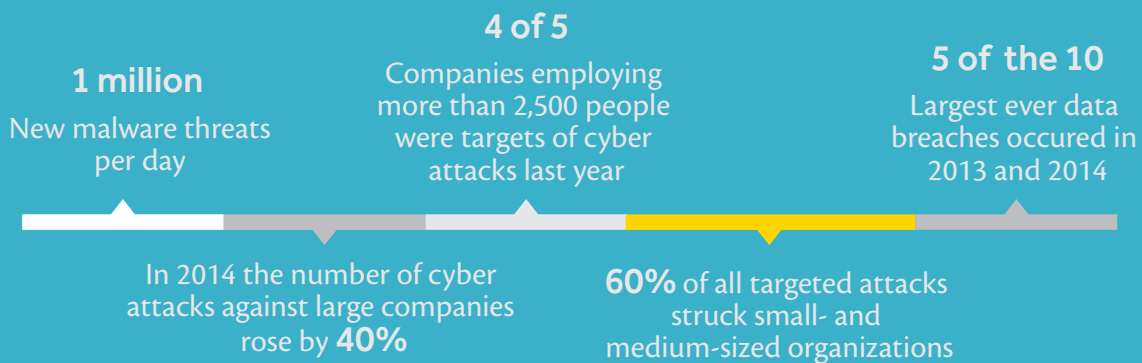 1 million
New malware threats
per day
In 2014 the number of cyber
attacks against large companies
rose by 40%
4 of 5
Companies employing
more than 2,500 people
were targets of cyber
attacks last year
60% of all targeted attacks
struck small- and
medium-sized organizations
5 of the 10
Largest ever data
breaches occured in
2013 and 2014